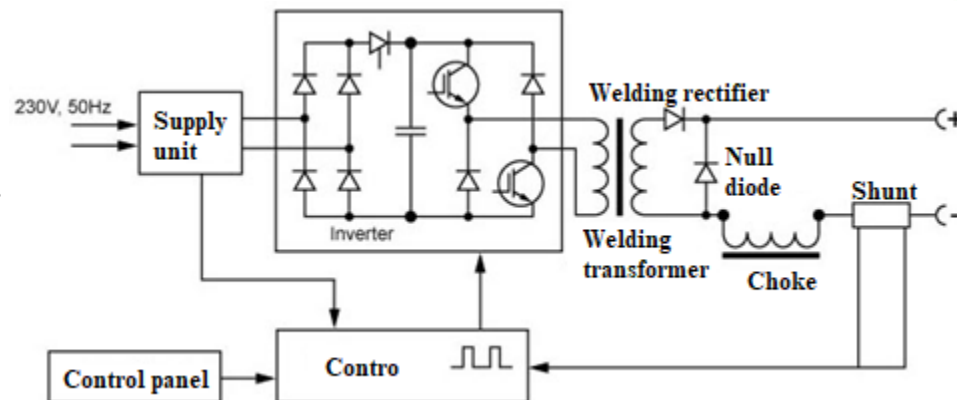 230V, 50Hz
Supply
unit
Inverter
Welding rectifier
Null
diode
Shunt
+
-
Welding
transformer
Choke
Control panel
Contro